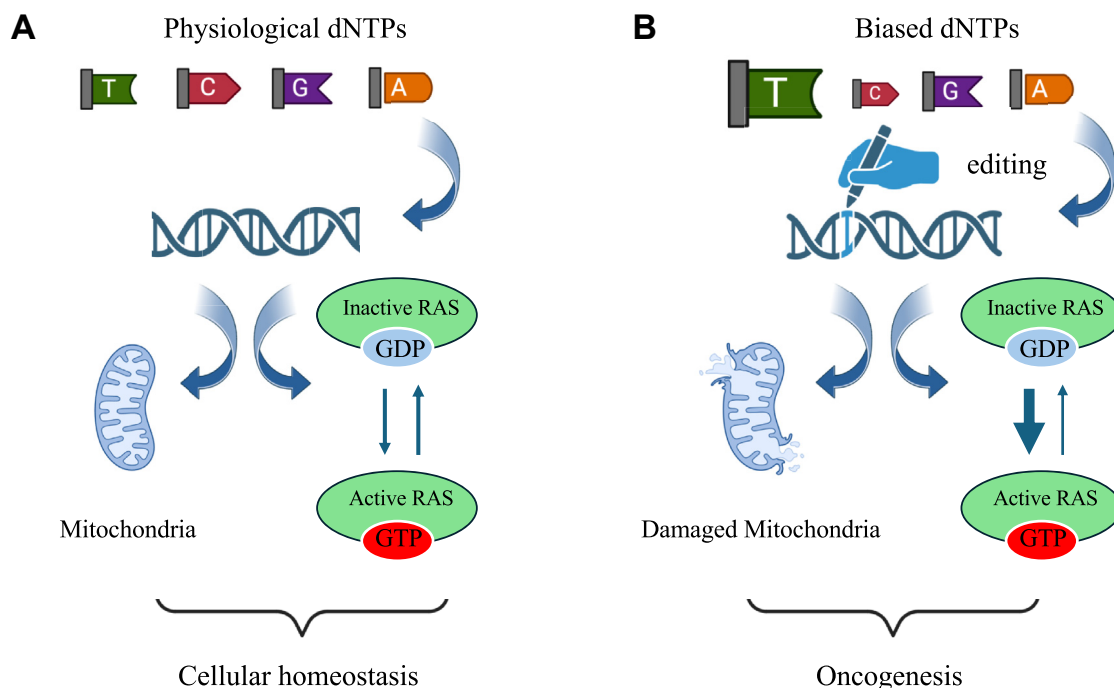 A
Physiological dNTPs
T
C
G
A
Inactive RAS
GDP
Active RAS
GTP
Mitochondria
Cellular homeostasis
B
Biased dNTPs
T
C
G
A
editing
Inactive RAS
GDP
Active RAS
GTP
Damaged Mitochondria
Oncogenesis